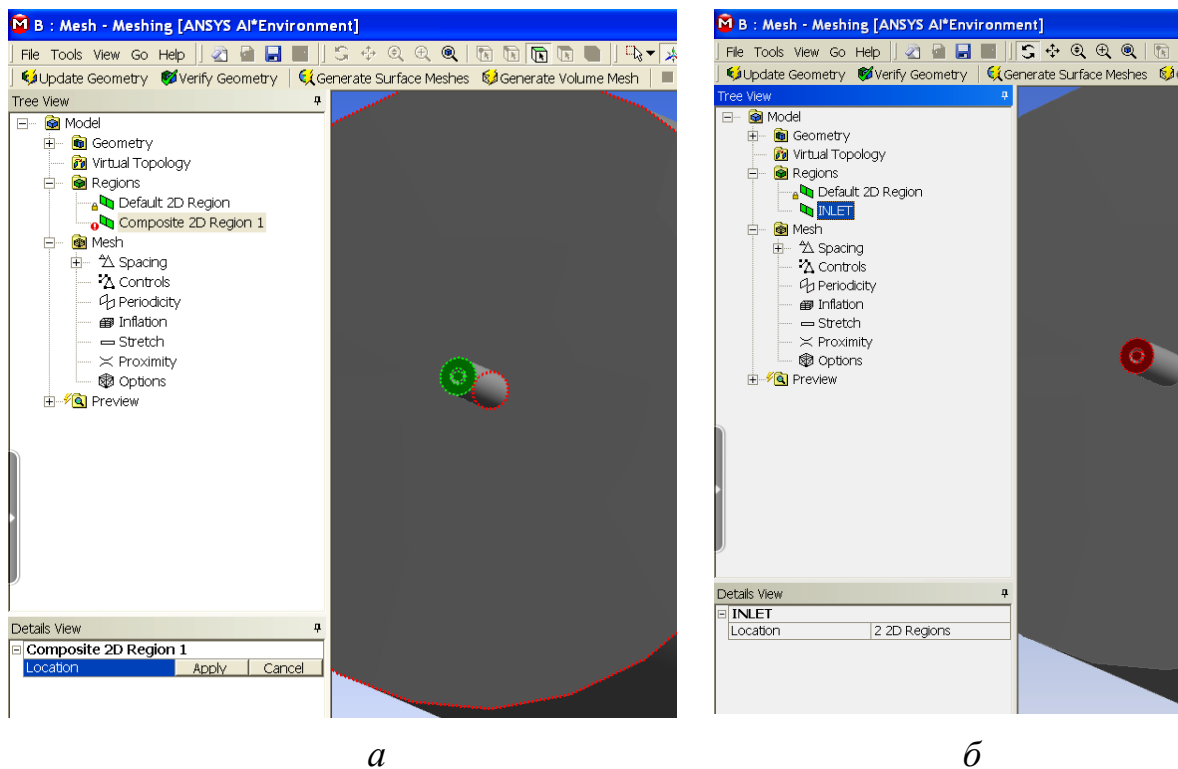 B : Mesh - Meshing [ANSYS AI*Environment]
File Tools View Go Help
Update Geometry Verify Geometry Generate Surface Meshes Generate Volume Mesh
Tree View
Model
Geometry
Virtual Topology
Regions
Default 2D Region
Composite 2D Region 1
Mesh
Spacing
Controls
Periodicity
Inflation
Stretch
Proximity
Options
Preview
Details View
Composite 2D Region 1
Location Apply Cancel
а
B : Mesh - Meshing [ANSYS AI*Environment]
File Tools View Go Help
Update Geometry Verify Geometry Generate Surface Meshes
Tree View
Model
Geometry
Virtual Topology
Regions
Default 2D Region
INLET
Mesh
Spacing
Controls
Periodicity
Inflation
Stretch
Proximity
Options
Preview
Details View
INLET
Location 2 2D Regions
б